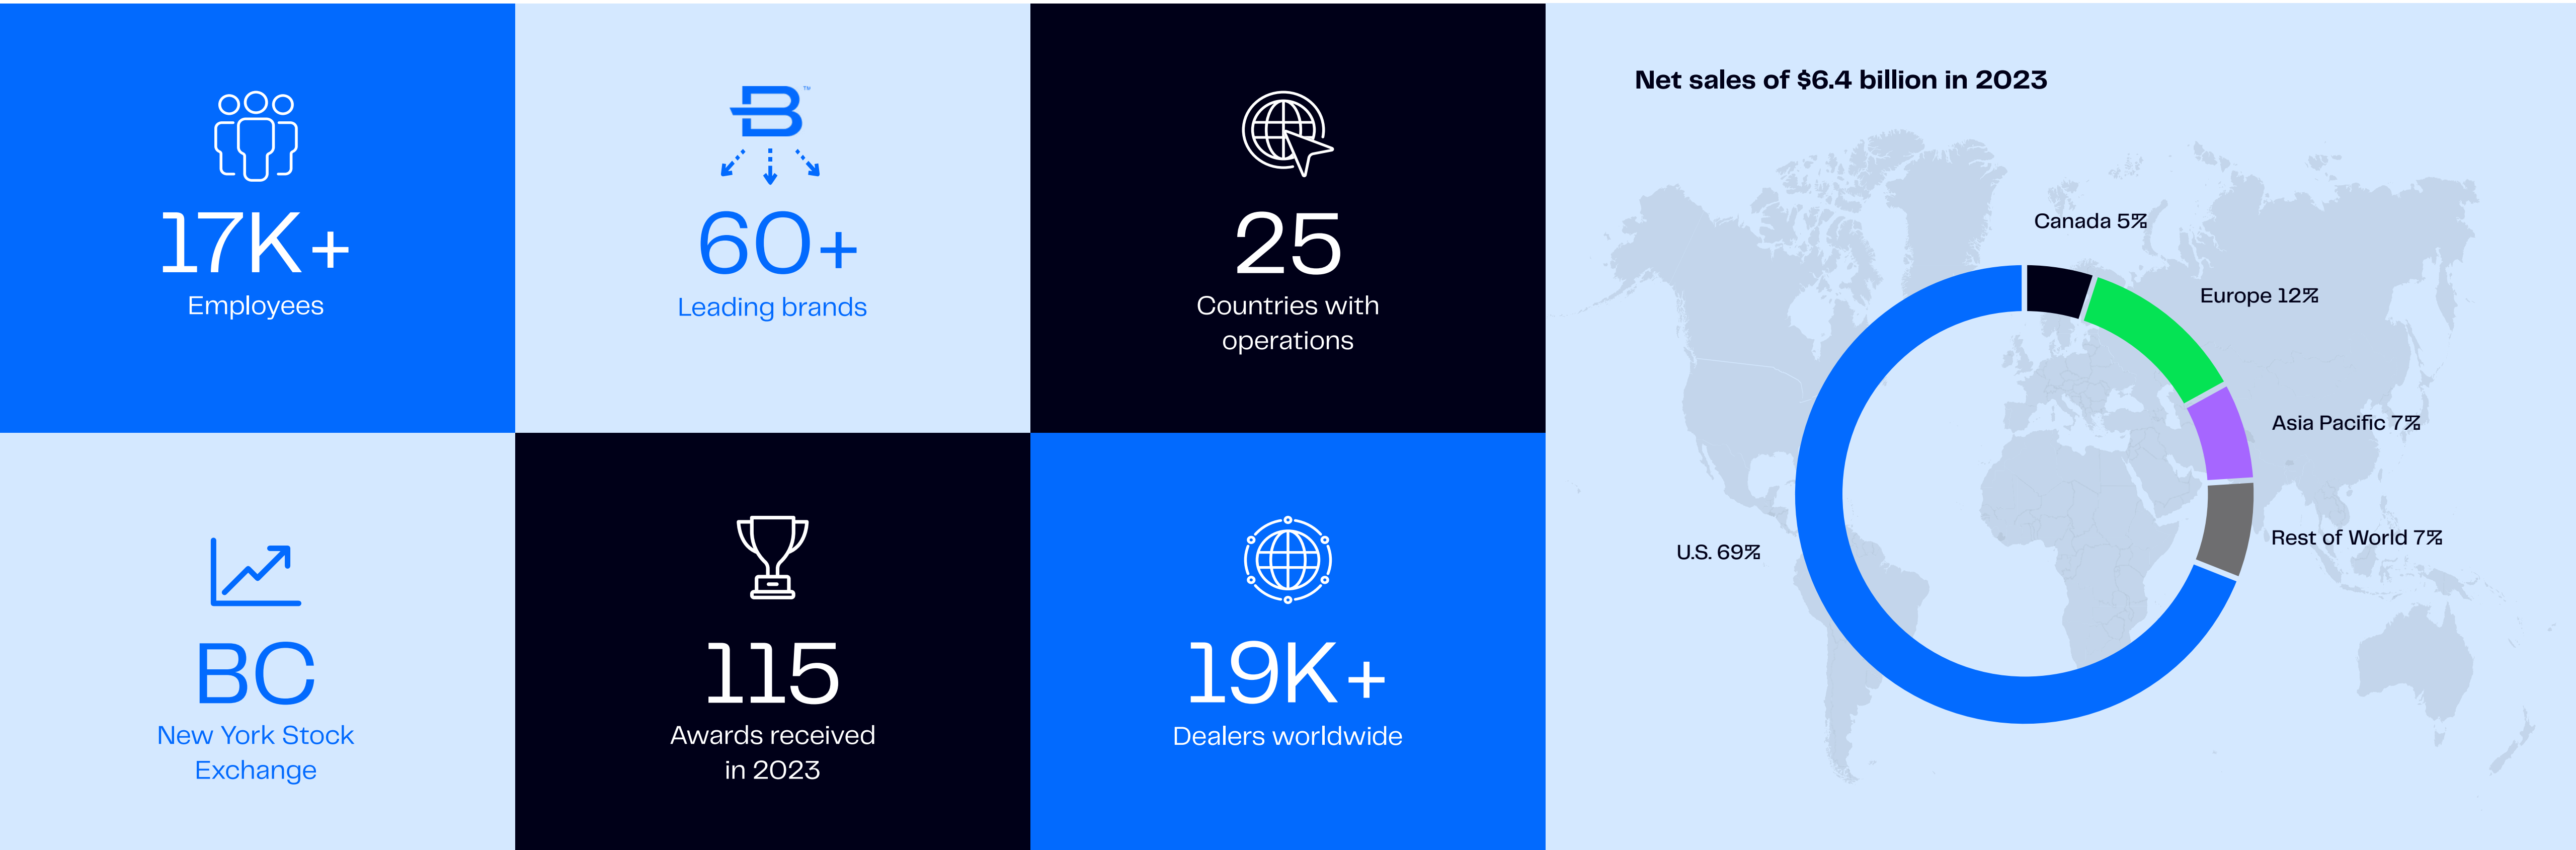 17K+
Employees
B™
60+
Leading brands
25
Countries with
operations
BC
New York Stock
Exchange
115
Awards received
in 2023
19K+
Dealers worldwide
Net sales of $6.4 billion in 2023
Canada 5%
Europe 12%
Asia Pacific 7%
Rest of World 7%
U.S. 69%